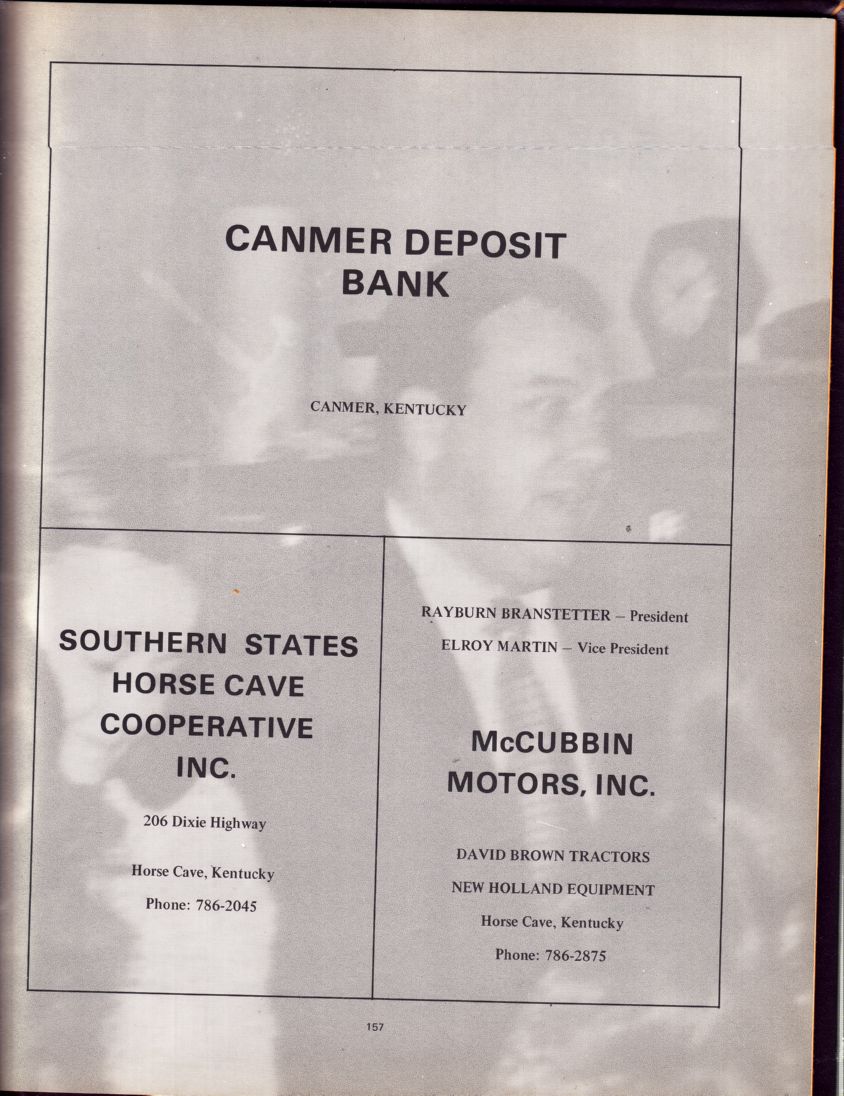 CANMER DEPOSIT
BANK
CANMER, KENTUCKY
SOUTHERN STATES
HORSE CAVE
COOPERATIVE
INC.
206 Dixie Highway
Horse Cave, Kentucky
Phone: 786-2045
RAYBURN BRANSTETTER – President
ELROY MARTIN – Vice President
McCUBBIN
MOTORS, INC.
DAVID BROWN TRACTORS
NEW HOLLAND EQUIPMENT
Horse Cave, Kentucky
Phone: 786-2875
157